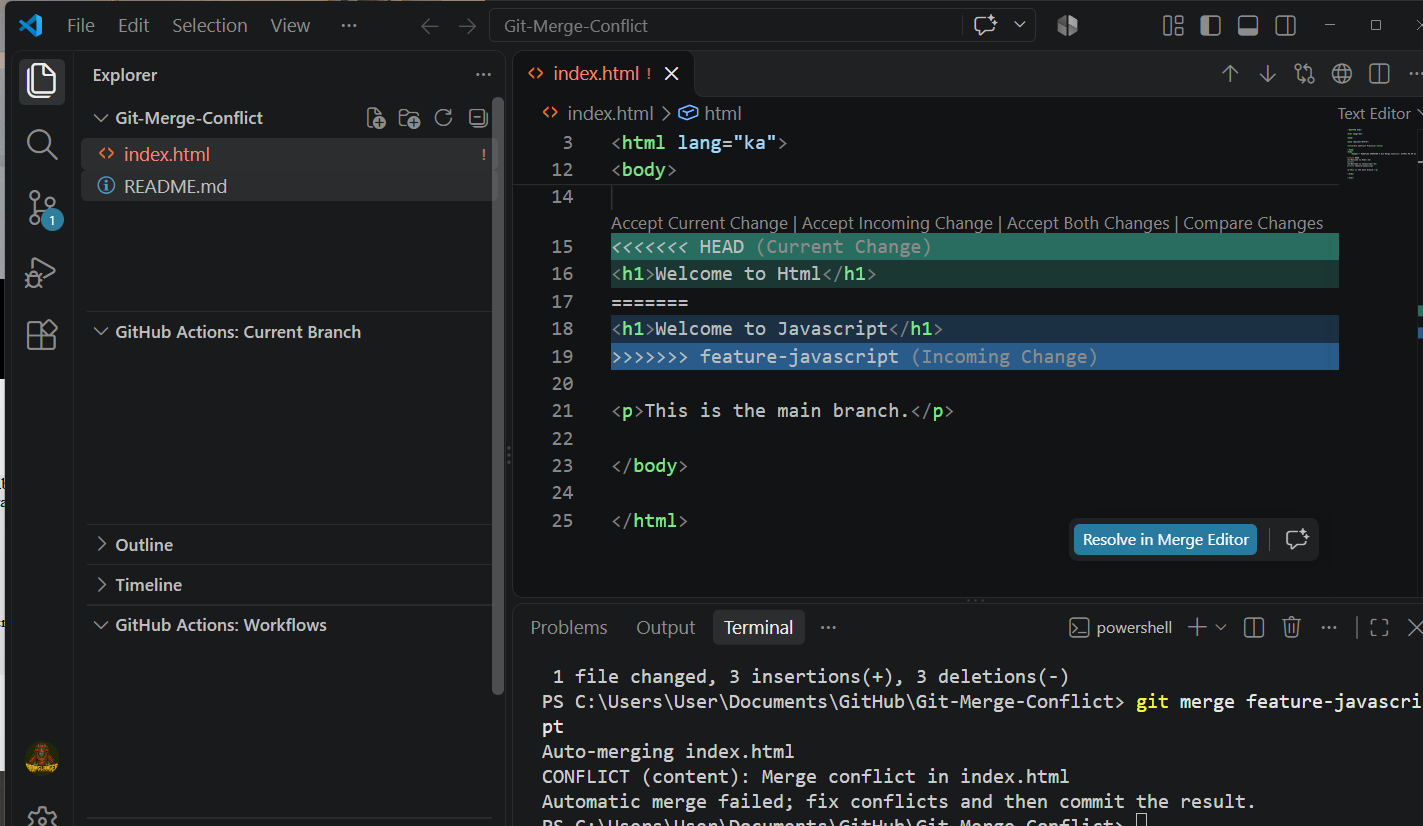 File Edit Selection View ··· Git-Merge-Conflict
Explorer
Git-Merge-Conflict
index.html !
README.md
1
GitHub Actions: Current Branch
Outline
Timeline
GitHub Actions: Workflows
index.html !
index.html > html
Text Editor
3 <html lang="ka">
12 <body>
14
Accept Current Change | Accept Incoming Change | Accept Both Changes | Compare Changes
15 <<<<<<< HEAD (Current Change)
16 <h1>Welcome to Html</h1>
17 =======
18 <h1>Welcome to Javascript</h1>
19 >>>>>>> feature-javascript (Incoming Change)
20
21 <p>This is the main branch.</p>
22
23 </body>
24
25 </html>
Resolve in Merge Editor
Problems Output Terminal ··· powershell
1 file changed, 3 insertions(+), 3 deletions(-)
PS C:\Users\User\Documents\GitHub\Git-Merge-Conflict> git merge feature-javascri
pt
Auto-merging index.html
CONFLICT (content): Merge conflict in index.html
Automatic merge failed; fix conflicts and then commit the result.
PS C:\Users\User\Documents\GitHub\Git-Merge-Conflict>